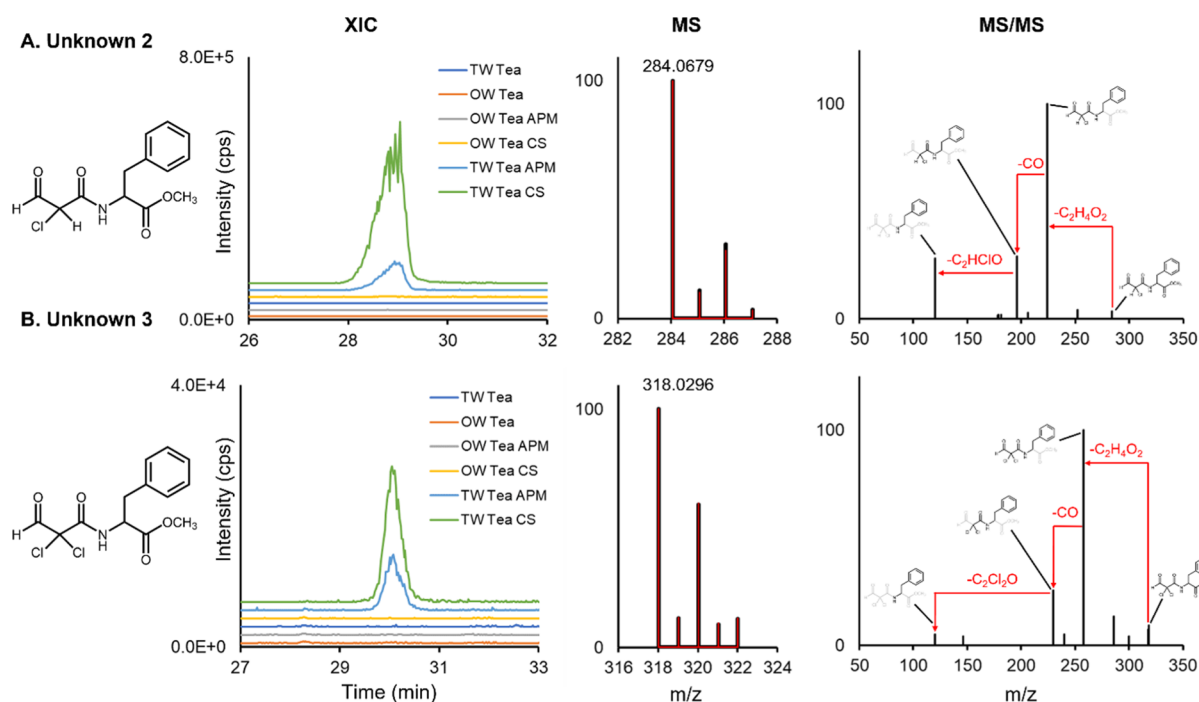 XIC
MS
MS/MS
A. Unknown 2
8.0E+5
TW Tea
OW Tea
OW Tea APM
OW Tea CS
TW Tea APM
TW Tea CS
Intensity (cps)
0.0E+0
26
28
30
32
O
O
H
Cl
H
N
H
OCH3
O
284.0679
100
0
282
284
286
288
100
0
50
100
150
200
250
300
350
-CO
-C2H4O2
-C2HClO
B. Unknown 3
4.0E+4
TW Tea
OW Tea
OW Tea APM
OW Tea CS
TW Tea APM
TW Tea CS
Intensity (cps)
0.0E+0
27
29
31
33
Time (min)
O
O
H
Cl
Cl
NH
OCH3
O
318.0296
100
0
316
318
320
322
324
m/z
100
0
50
100
150
200
250
300
350
m/z
-C2H4O2
-CO
-C2Cl2O